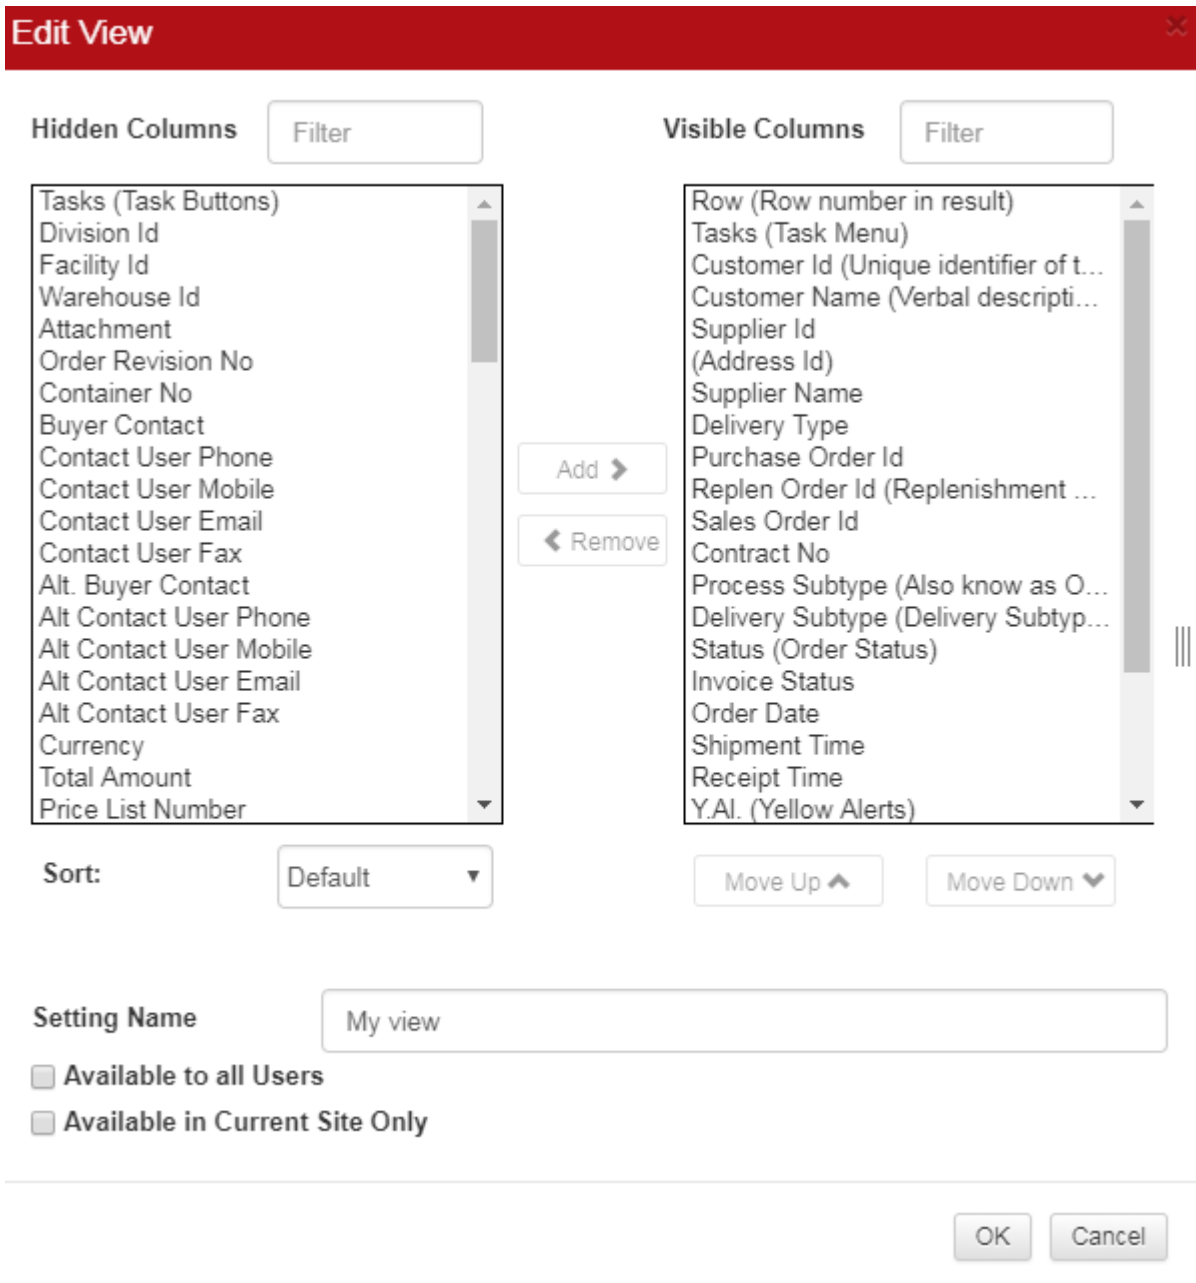 Edit View
Hidden Columns
Filter
Visible Columns
Filter
Tasks (Task Buttons)
Division Id
Facility Id
Warehouse Id
Attachment
Order Revision No
Container No
Buyer Contact
Contact User Phone
Contact User Mobile
Contact User Email
Contact User Fax
Alt. Buyer Contact
Alt Contact User Phone
Alt Contact User Mobile
Alt Contact User Email
Alt Contact User Fax
Currency
Total Amount
Price List Number
Add
Remove
Row (Row number in result)
Tasks (Task Menu)
Customer Id (Unique identifier of t...
Customer Name (Verbal descripti...
Supplier Id
(Address Id)
Supplier Name
Delivery Type
Purchase Order Id
Replen Order Id (Replenishment ...
Sales Order Id
Contract No
Process Subtype (Also know as O...
Delivery Subtype (Delivery Subtyp...
Status (Order Status)
Invoice Status
Order Date
Shipment Time
Receipt Time
Y.Al. (Yellow Alerts)
Sort:
Default
Move Up
Move Down
Setting Name
My view
Available to all Users
Available in Current Site Only
OK
Cancel